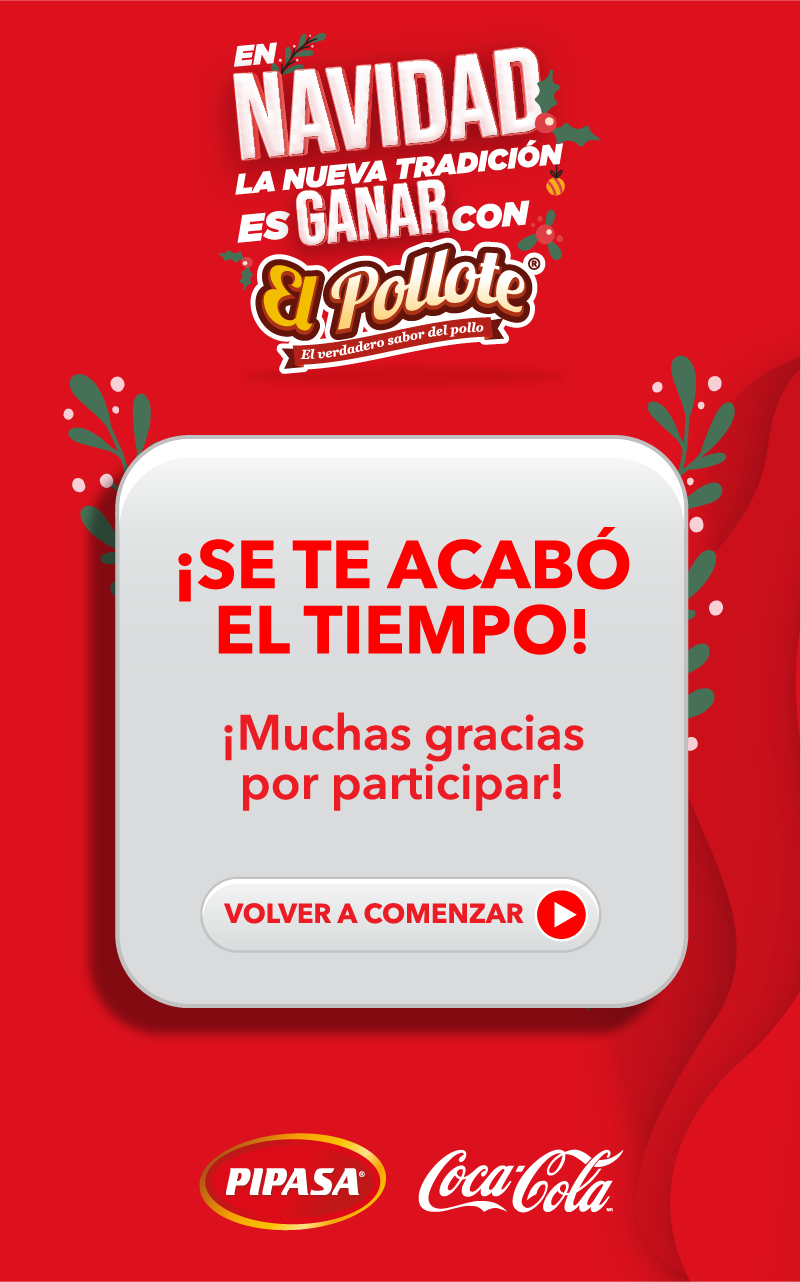 EN
NAVIDAD
LA NUEVA TRADICIÓN
ES GANAR CON
El Pollote®
El verdadero sabor del pollo
¡SE TE ACABÓ
EL TIEMPO!
¡Muchas gracias
por participar!
VOLVER A COMENZAR
PIPASA®
Coca-Cola